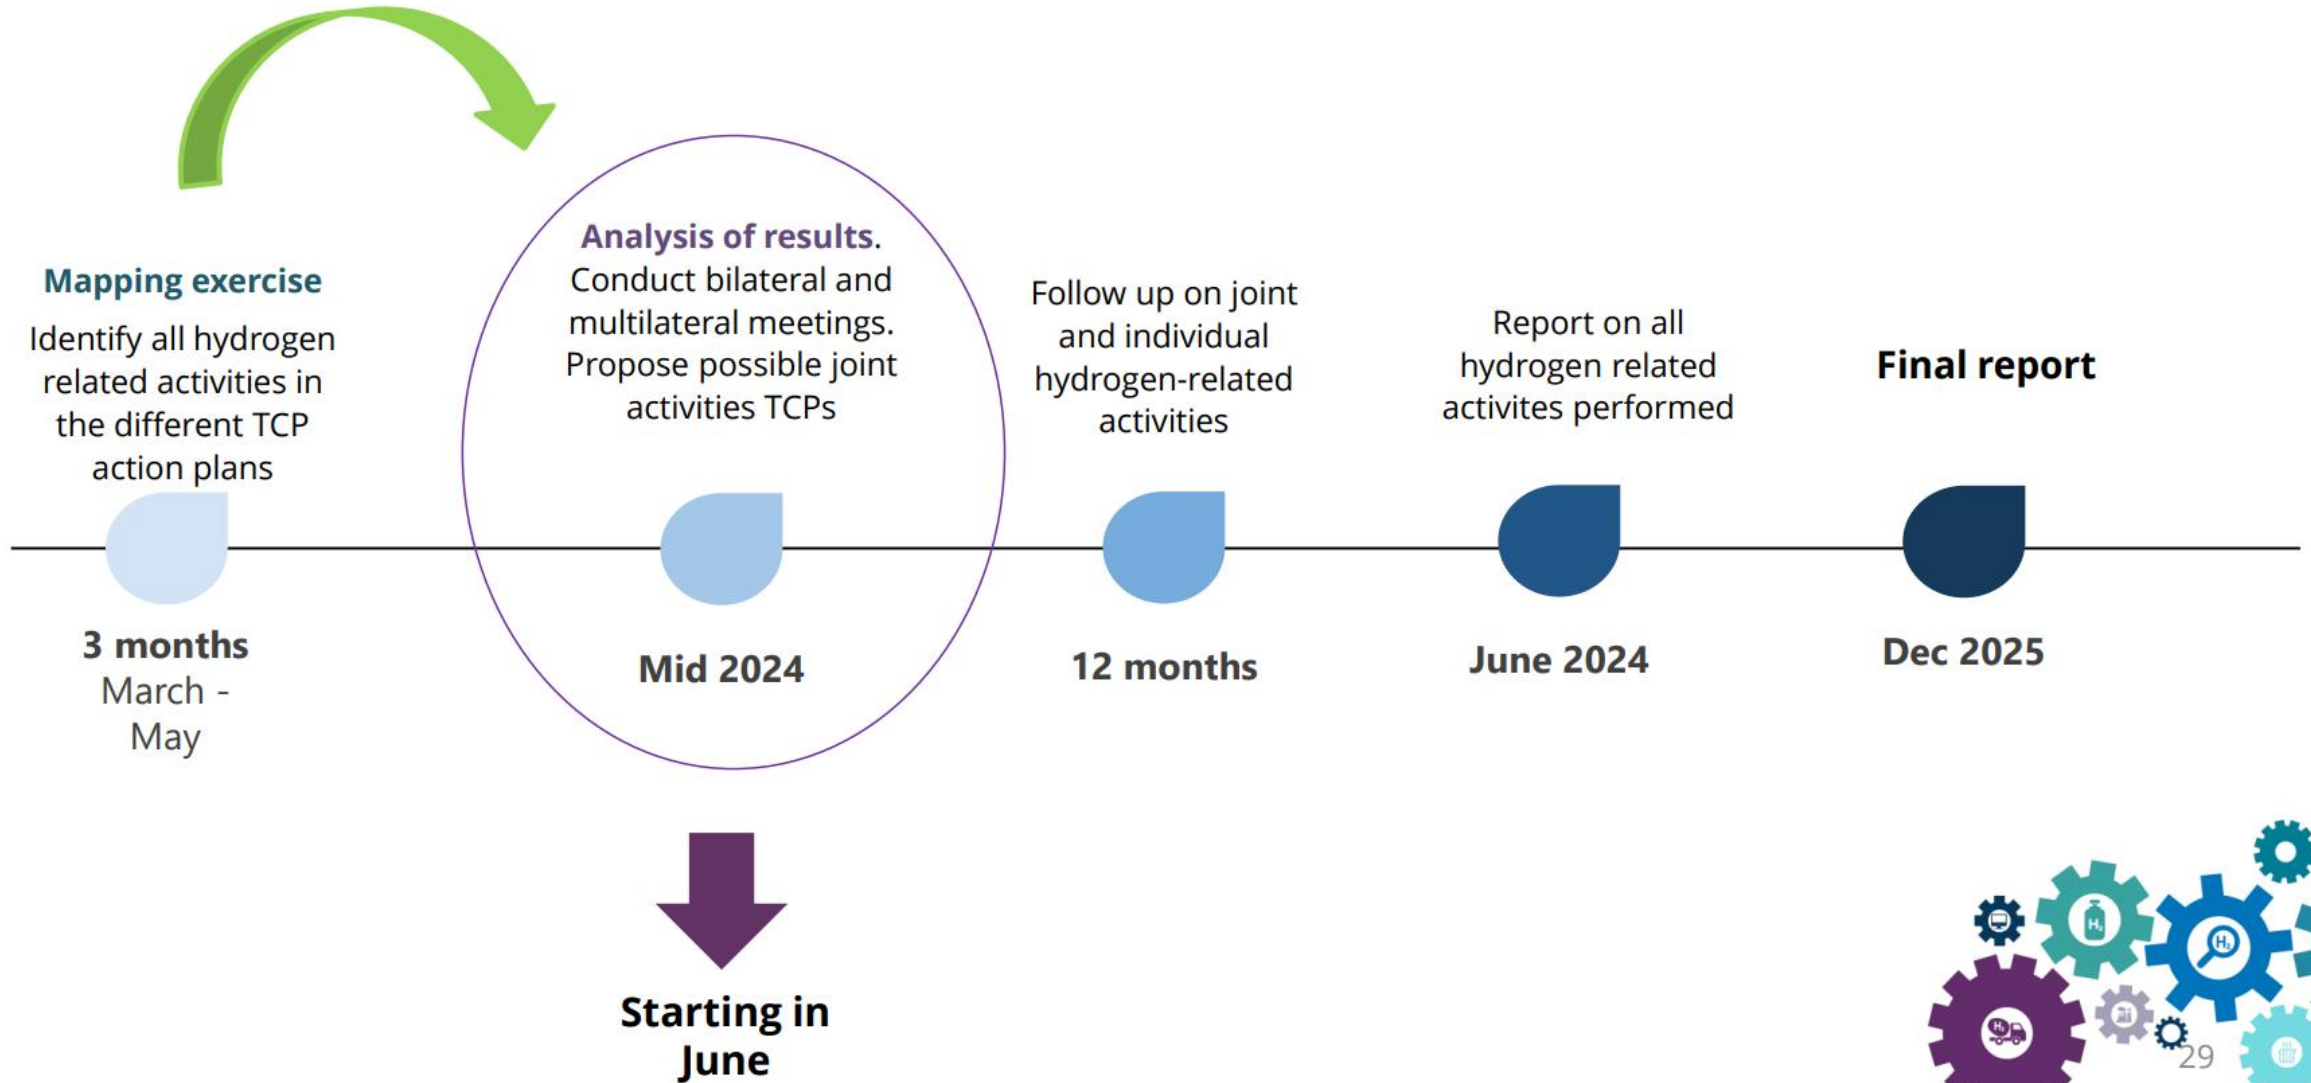 Mapping exercise
Identify all hydrogen
related activities in
the different TCP
action plans
3 months
March -
May
Analysis of results.
Conduct bilateral and
multilateral meetings.
Propose possible joint
activities TCPs
Mid 2024
Starting in
June
Follow up on joint
and individual
hydrogen-related
activities
12 months
Report on all
hydrogen related
activites performed
June 2024
Final report
Dec 2025
H₂
H₂
H₂
29